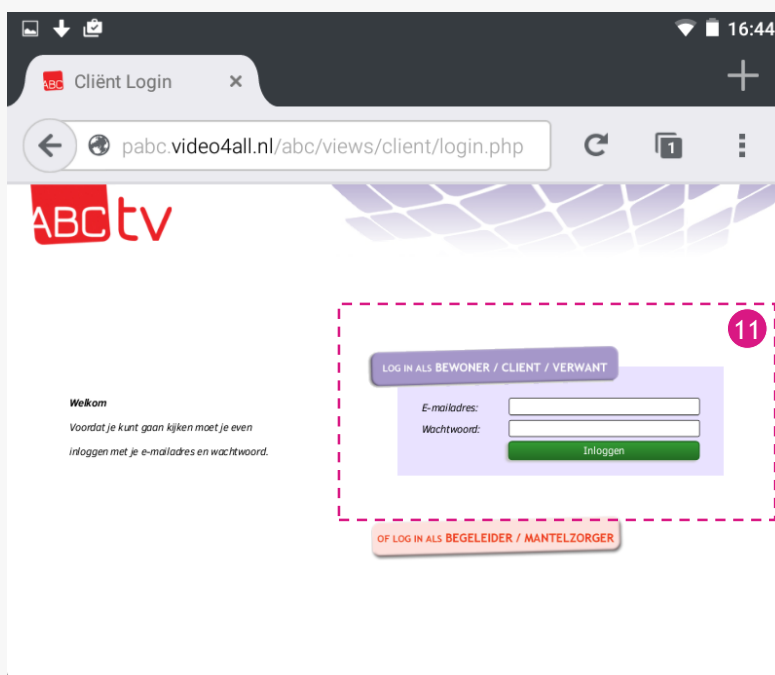 16:44
ABC Cliënt Login
pabc.video4all.nl/abc/views/client/login.php
1
ABCtv
11
LOG IN ALS BEWONER / CLIENT / VERWANT
Welkom
Voordat je kunt gaan kijken moet je even
inloggen met je e-mailadres en wachtwoord.
E-mailadres:
Wachtwoord:
Inloggen
OF LOG IN ALS BEGELEIDER / MANTELZORGER